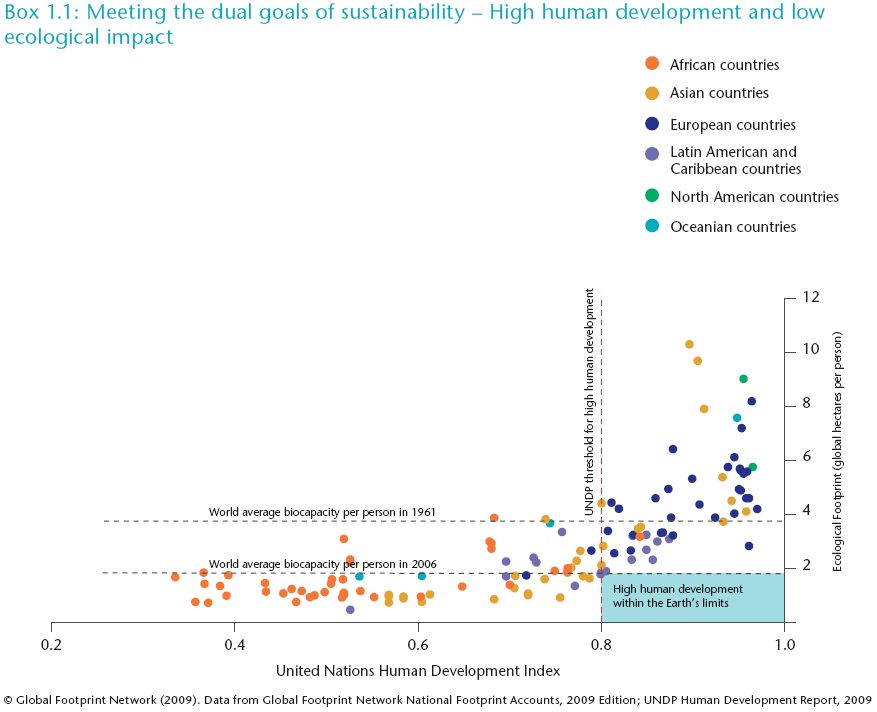 Box 1.1: Meeting the dual goals of sustainability – High human development and low
ecological impact
African countries
Asian countries
European countries
Latin American and
Caribbean countries
North American countries
Oceanian countries
UNDP threshold for high human development
12
10
8
6
4
2
Ecological Footprint (global hectares per person)
World average biocapacity per person in 1961
World average biocapacity per person in 2006
High human development
within the Earth's limits
0.2
0.4
0.6
0.8
1.0
United Nations Human Development Index
© Global Footprint Network (2009). Data from Global Footprint Network National Footprint Accounts, 2009 Edition; UNDP Human Development Report, 2009